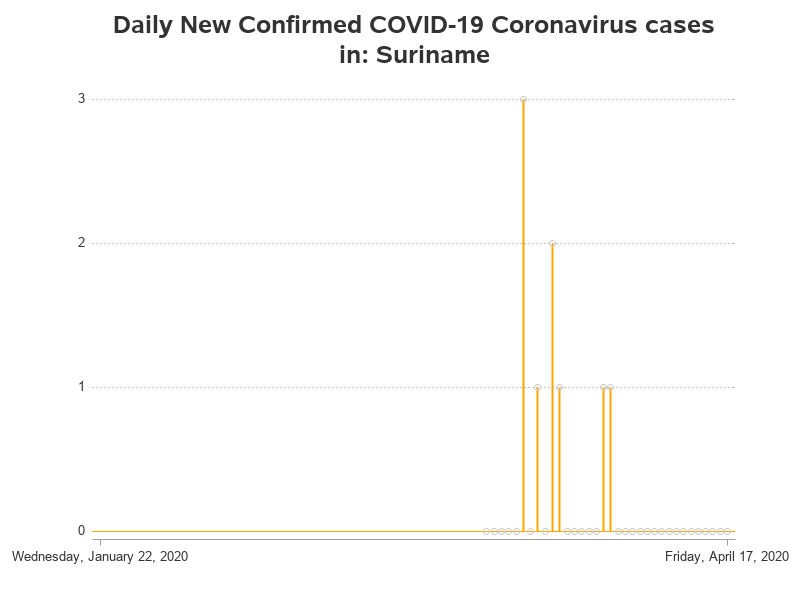 Daily New Confirmed COVID-19 Coronavirus cases
in: Suriname
3
2
1
0
Wednesday, January 22, 2020
Friday, April 17, 2020